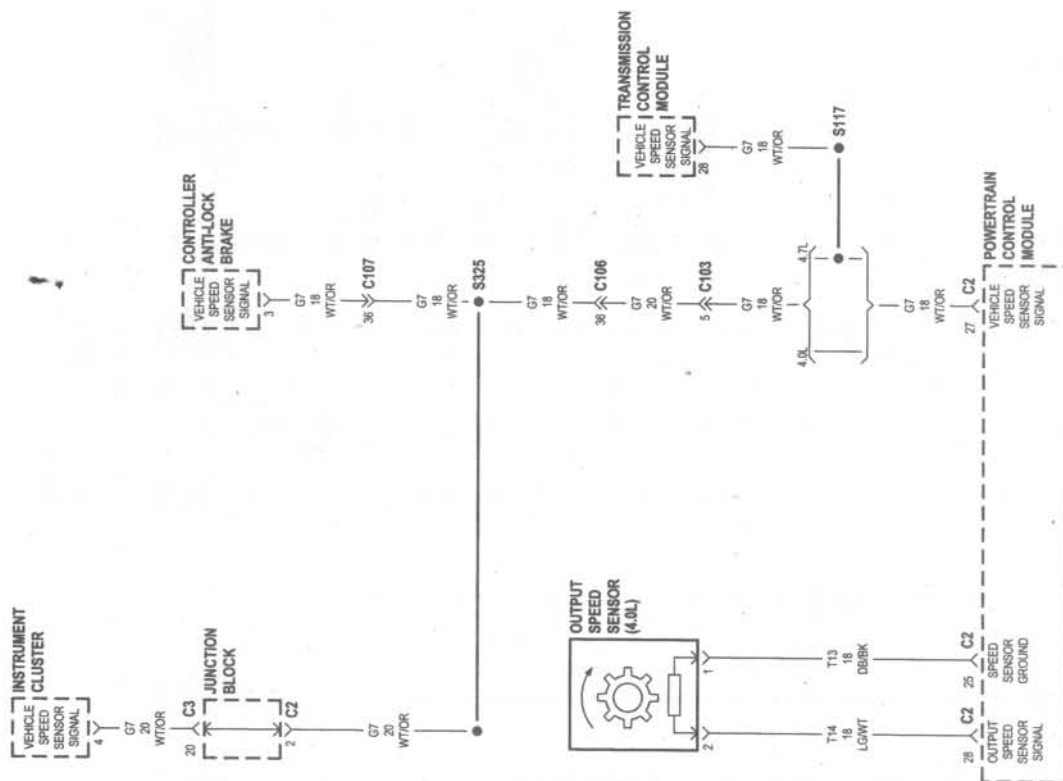 TRANSMISSION
CONTROL
MODULE
VEHICLE
SPEED
SENSOR
SIGNAL
28
G7
18
WT/OR
S117
CONTROLLER
ANTI-LOCK
BRAKE
VEHICLE
SPEED
SENSOR
SIGNAL
3
G7
18
WT/OR
36
C107
G7
18
WT/OR
S325
G7
18
WT/OR
36
C106
G7
20
WT/OR
5
C103
G7
18
WT/OR
4.0L
4.7L
G7
18
WT/OR
27
C2
VEHICLE
SPEED
SENSOR
SIGNAL
POWERTRAIN
CONTROL
MODULE
INSTRUMENT
CLUSTER
VEHICLE
SPEED
SENSOR
SIGNAL
4
G7
20
WT/OR
20
C3
JUNCTION
BLOCK
2
C2
G7
20
WT/OR
OUTPUT
SPEED
SENSOR
(4.0L)
1
T13
18
DB/BK
25
C2
SPEED
SENSOR
GROUND
2
T14
18
LG/WT
28
C2
OUTPUT
SPEED
SENSOR
SIGNAL